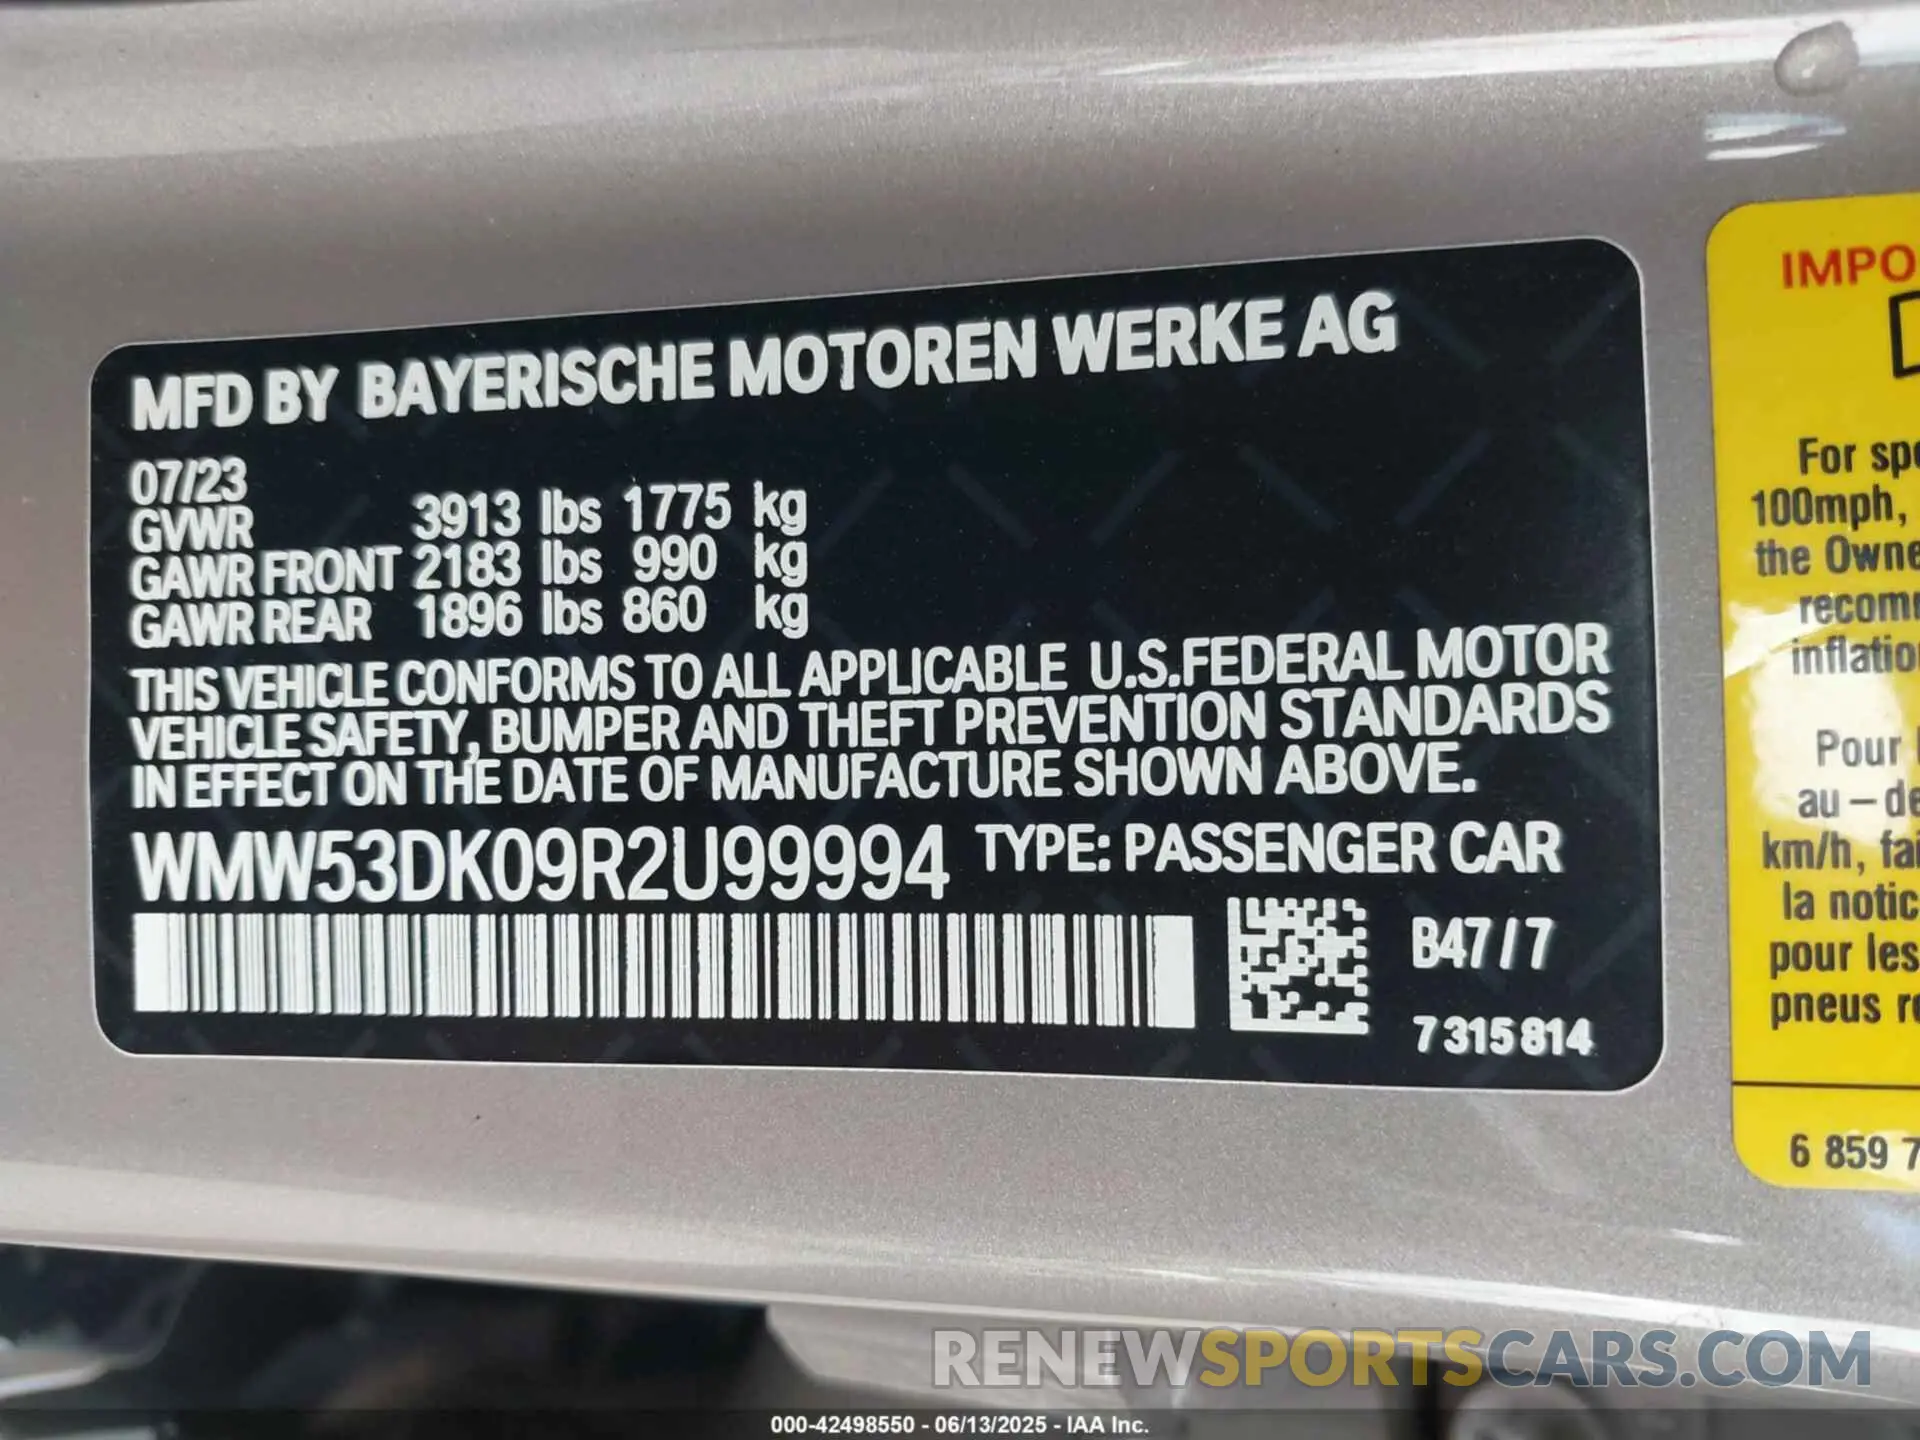 MFD BY BAYERISCHE MOTOREN WERKE AG
07/23
GVWR 3913 lbs 1775 kg
GAWR FRONT 2183 lbs 990 kg
GAWR REAR 1896 lbs 860 kg
THIS VEHICLE CONFORMS TO ALL APPLICABLE U.S.FEDERAL MOTOR
VEHICLE SAFETY, BUMPER AND THEFT PREVENTION STANDARDS
IN EFFECT ON THE DATE OF MANUFACTURE SHOWN ABOVE.
WMW53DK09R2U99994 TYPE: PASSENGER CAR
B47/7
7 315 814
IMPO
For spe
100mph,
the Owne
recom
inflatio
Pour
au – de
km/h, fai
la notic
pour les
pneus re
6 859 7
RENEWSPORTSCARS.COM
000-42498550 - 06/13/2025 - IAA Inc.